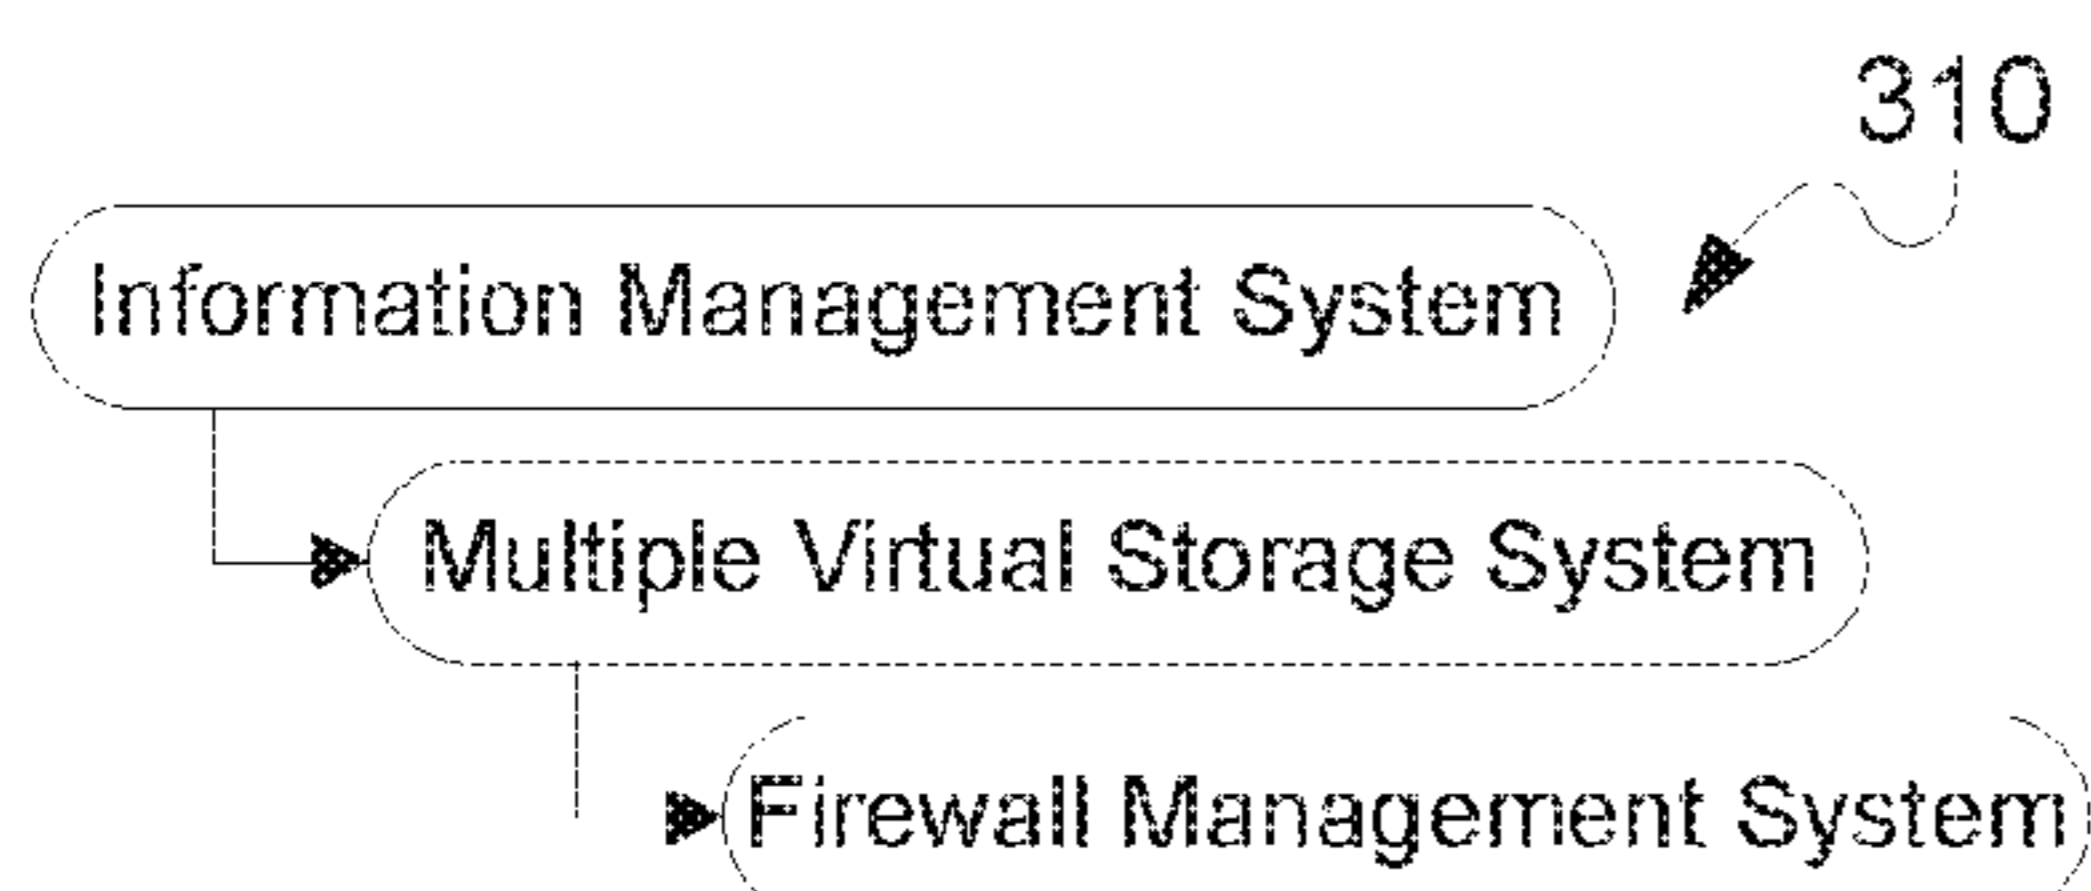 310
Information Management System
Multiple Virtual Storage System
Firewall Management System